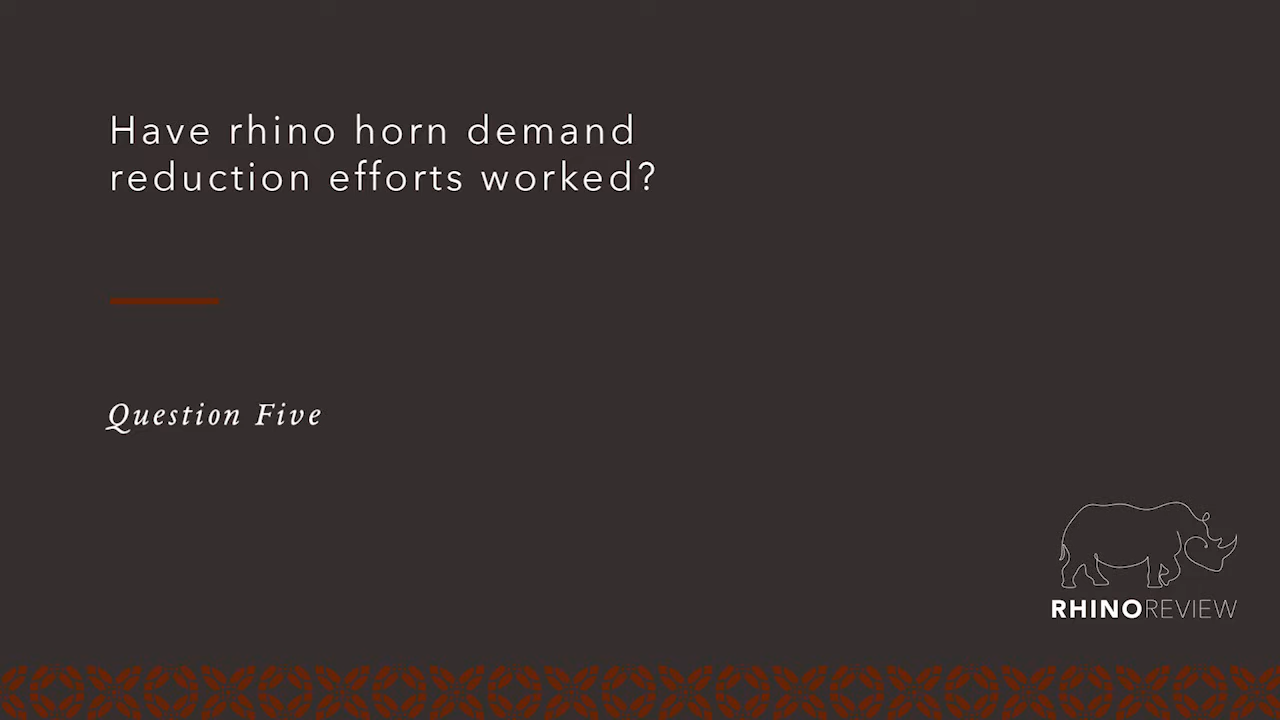 Have rhino horn demand
reduction efforts worked?
Question Five
RHINOREVIEW